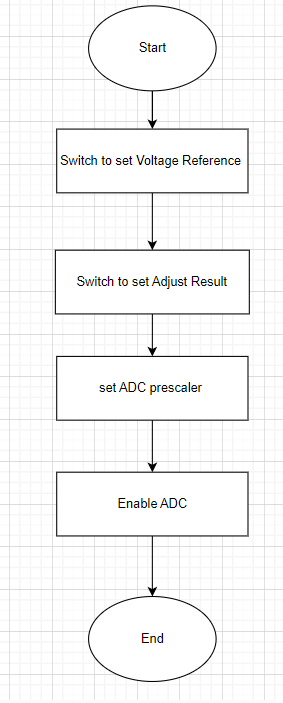 Start
Switch to set Voltage Reference
Switch to set Adjust Result
set ADC prescaler
Enable ADC
End